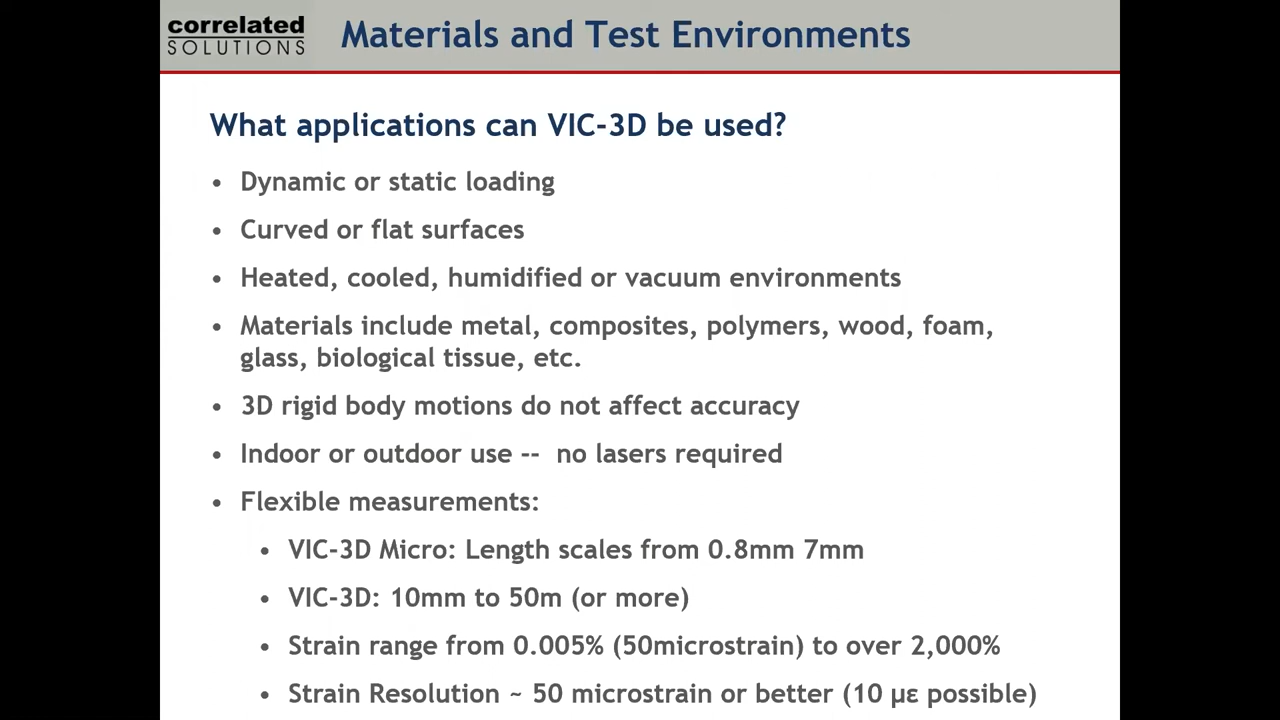 correlated
SOLUTIONS
Materials and Test Environments
What applications can VIC-3D be used?
• Dynamic or static loading
• Curved or flat surfaces
• Heated, cooled, humidified or vacuum environments
• Materials include metal, composites, polymers, wood, foam,
glass, biological tissue, etc.
• 3D rigid body motions do not affect accuracy
• Indoor or outdoor use --  no lasers required
• Flexible measurements:
• VIC-3D Micro: Length scales from 0.8mm 7mm
• VIC-3D: 10mm to 50m (or more)
• Strain range from 0.005% (50microstrain) to over 2,000%
• Strain Resolution ~ 50 microstrain or better (10 με possible)